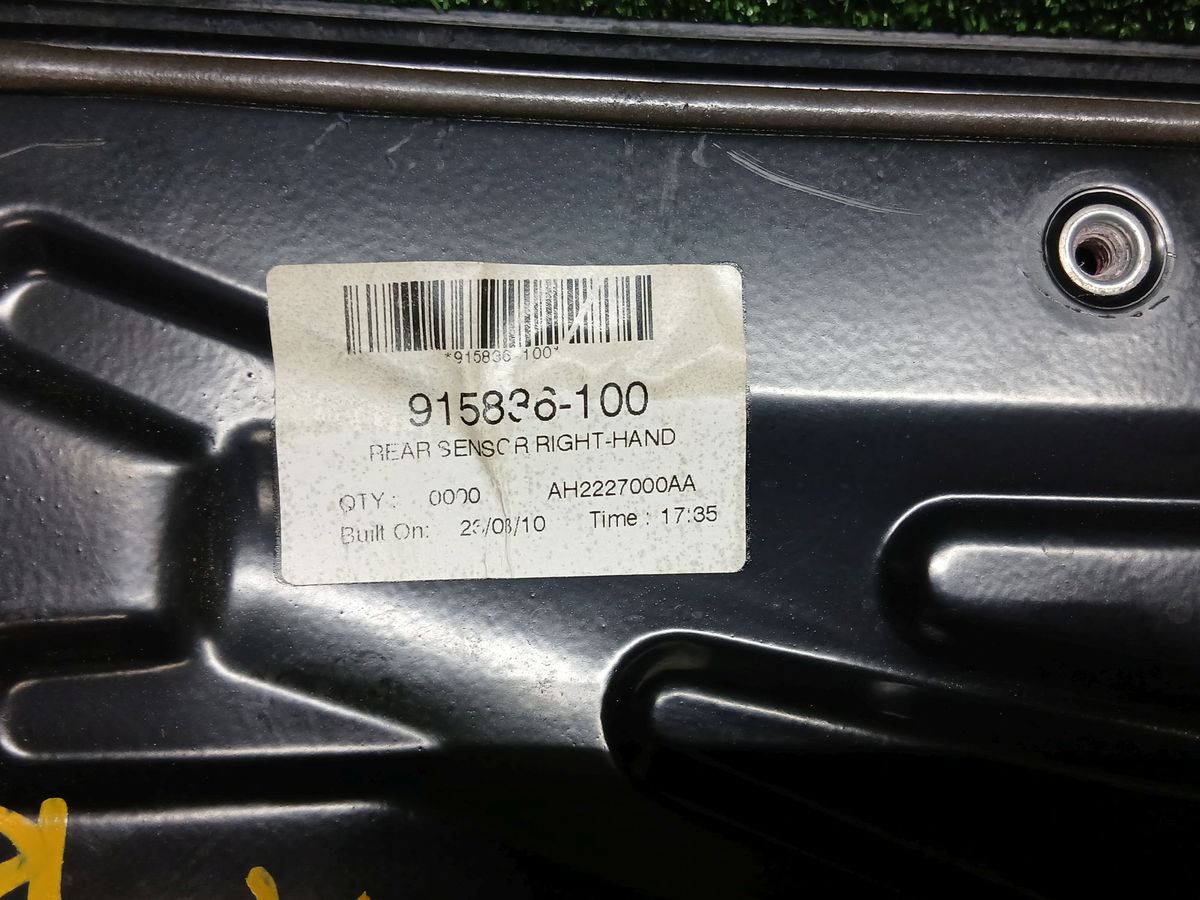 *915836-100*
915836-100
REAR SENSOR RIGHT-HAND
QTY : 0000 AH2227000AA
Built On: Time : 17:35